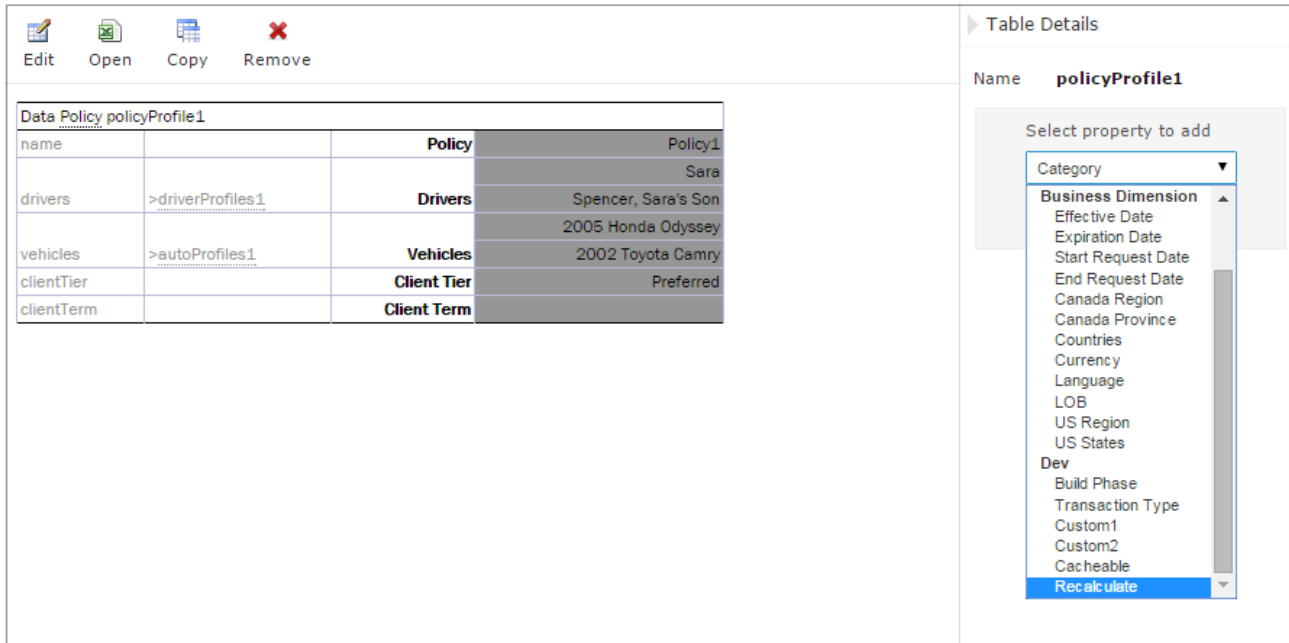 Edit Open Copy Remove
Data Policy policyProfile1
name Policy Policy1
Sara
drivers >driverProfiles1 Drivers Spencer, Sara's Son
2005 Honda Odyssey
vehicles >autoProfiles1 Vehicles 2002 Toyota Camry
clientTier Client Tier Preferred
clientTerm Client Term
Table Details
Name policyProfile1
Select property to add
Category
Business Dimension
Effective Date
Expiration Date
Start Request Date
End Request Date
Canada Region
Canada Province
Countries
Currency
Language
LOB
US Region
US States
Dev
Build Phase
Transaction Type
Custom1
Custom2
Cacheable
Recalculate